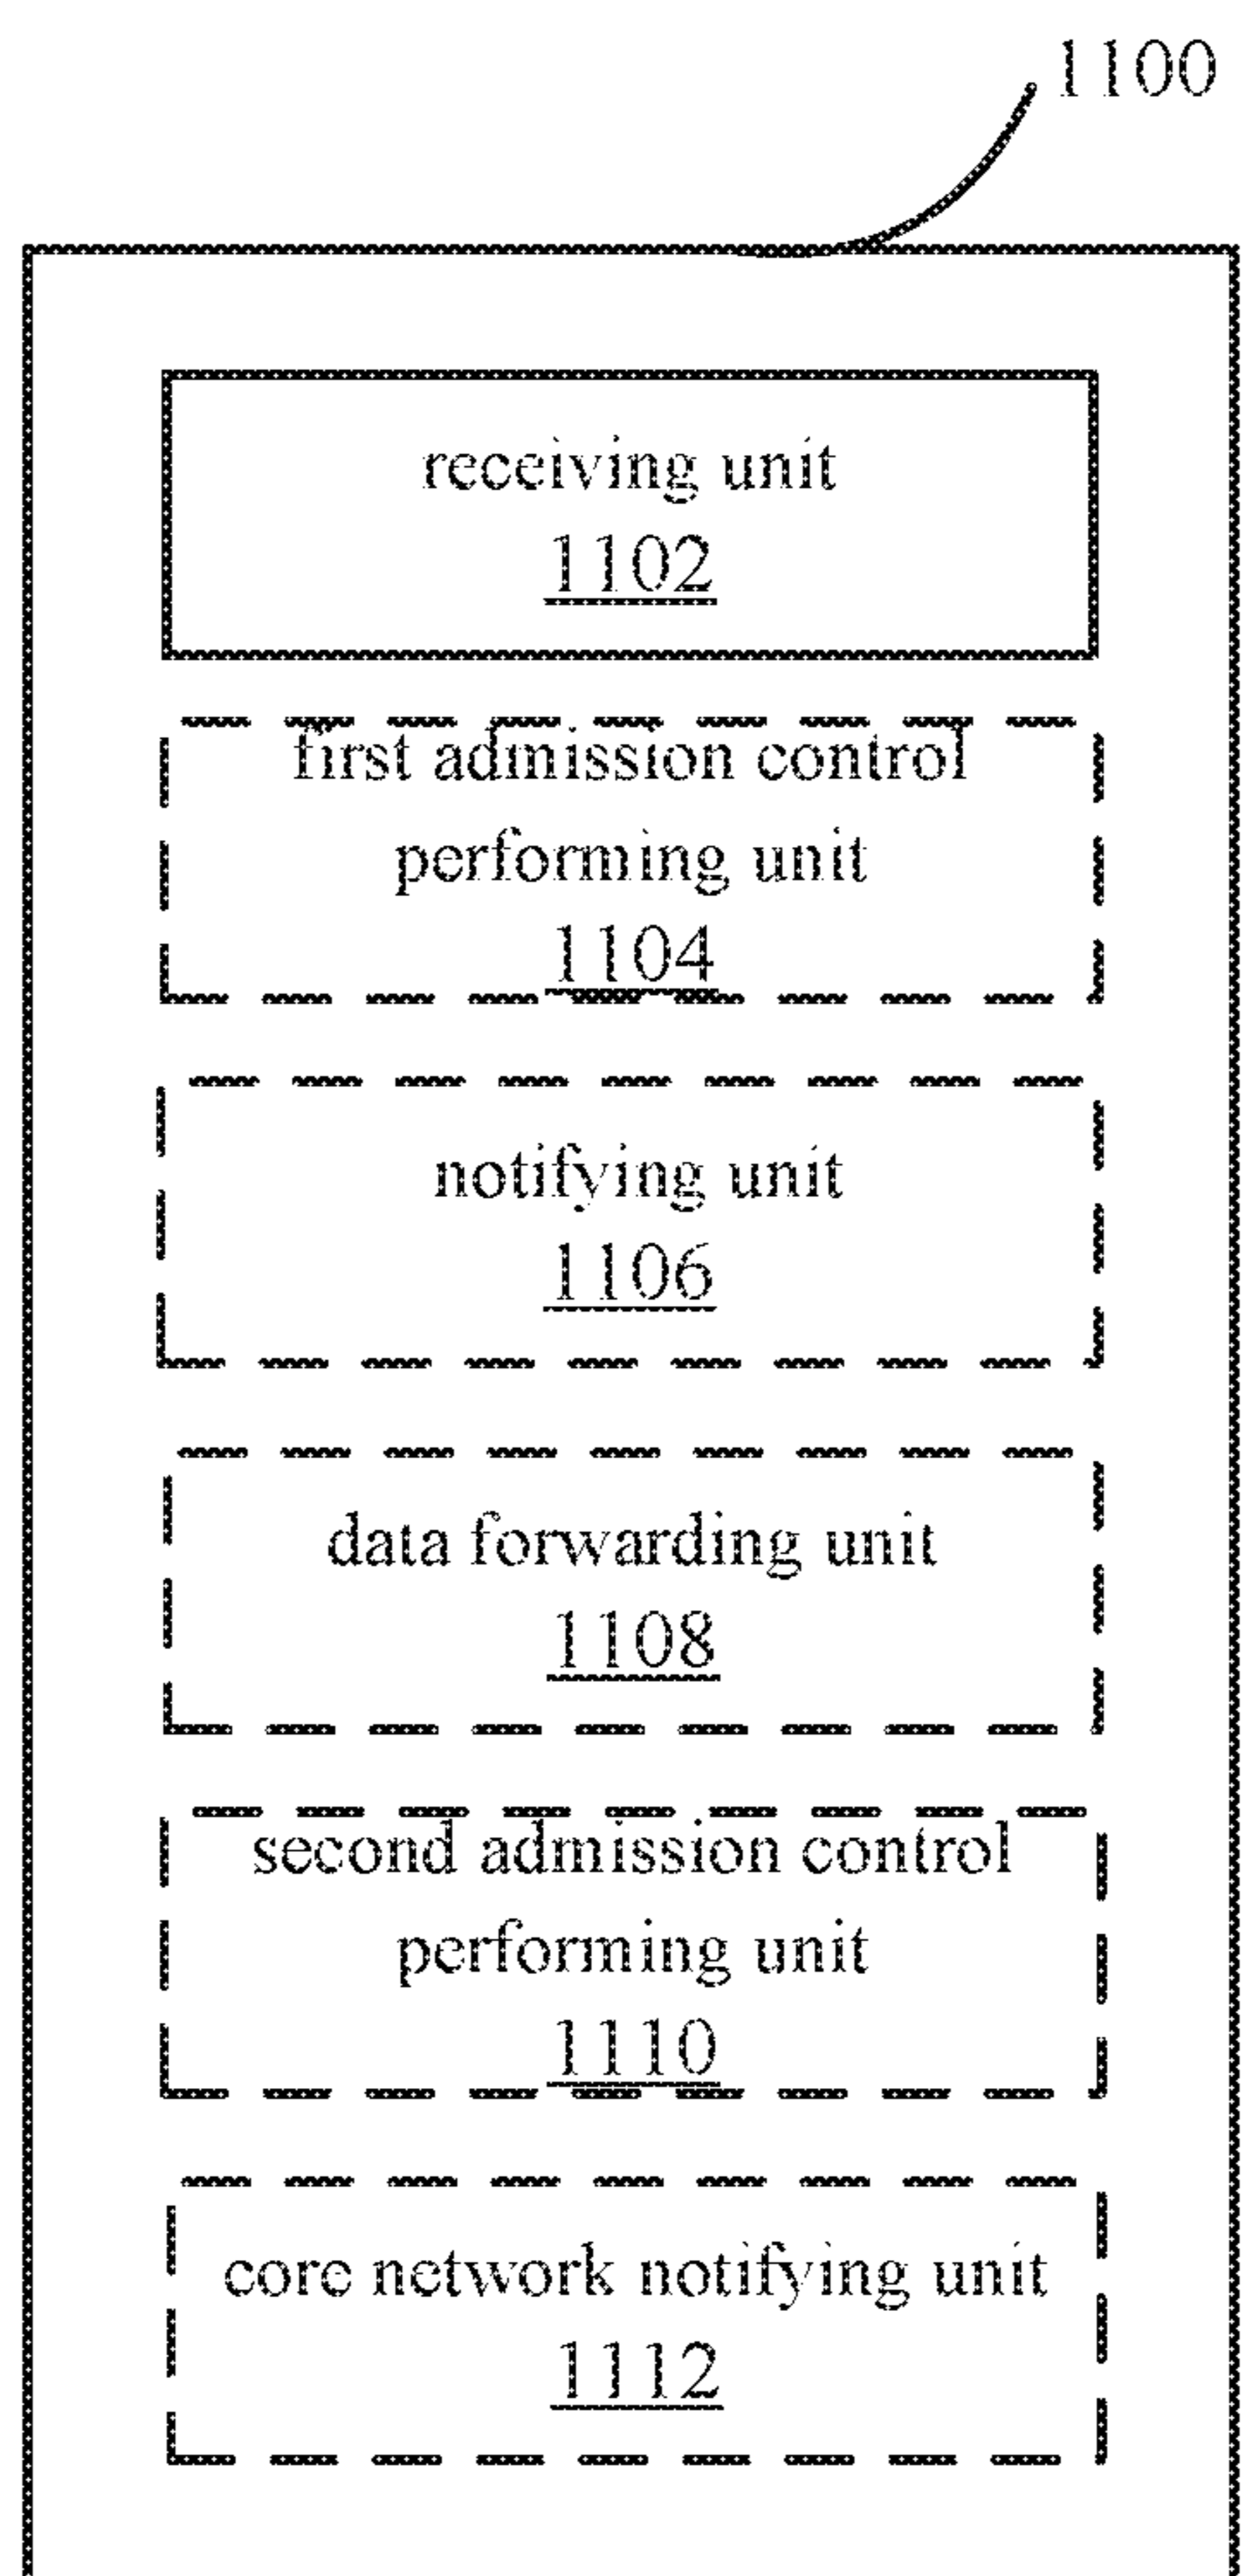 1100
receiving unit
1102
first admission control
performing unit
1104
notifying unit
1106
data forwarding unit
1108
second admission control
performing unit
1110
core network notifying unit
1112